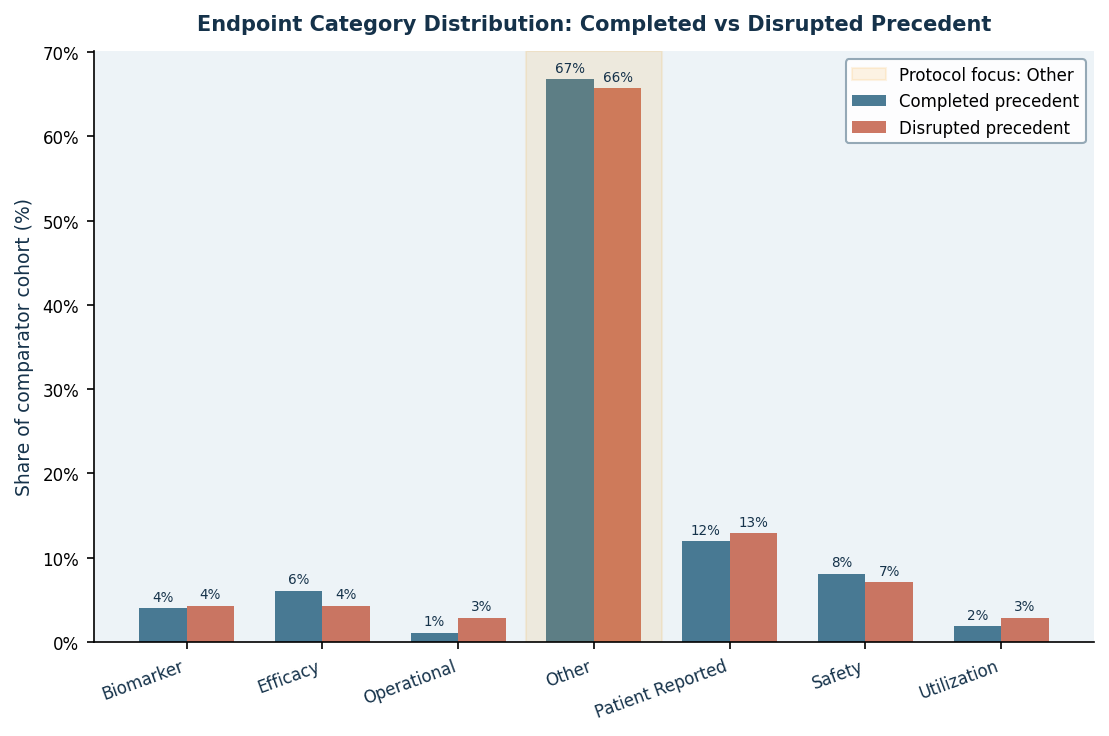 Endpoint Category Distribution: Completed vs Disrupted Precedent
Share of comparator cohort (%)
70%
60%
50%
40%
30%
20%
10%
0%
Protocol focus: Other
Completed precedent
Disrupted precedent
4%
4%
6%
4%
1%
3%
67%
66%
12%
13%
8%
7%
2%
3%
Biomarker
Efficacy
Operational
Other
Patient Reported
Safety
Utilization